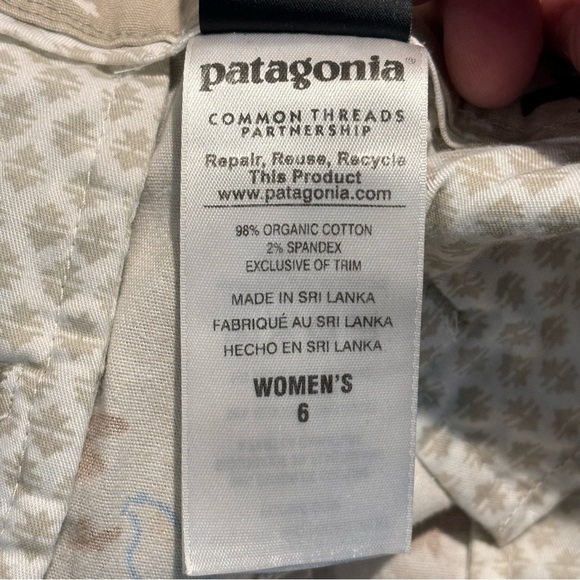 patagonia®
COMMON THREADS
PARTNERSHIP
Repair, Reuse, Recycle
This Product
www.patagonia.com
98% ORGANIC COTTON
2% SPANDEX
EXCLUSIVE OF TRIM
MADE IN SRI LANKA
FABRIQUÉ AU SRI LANKA
HECHO EN SRI LANKA
WOMEN'S
6